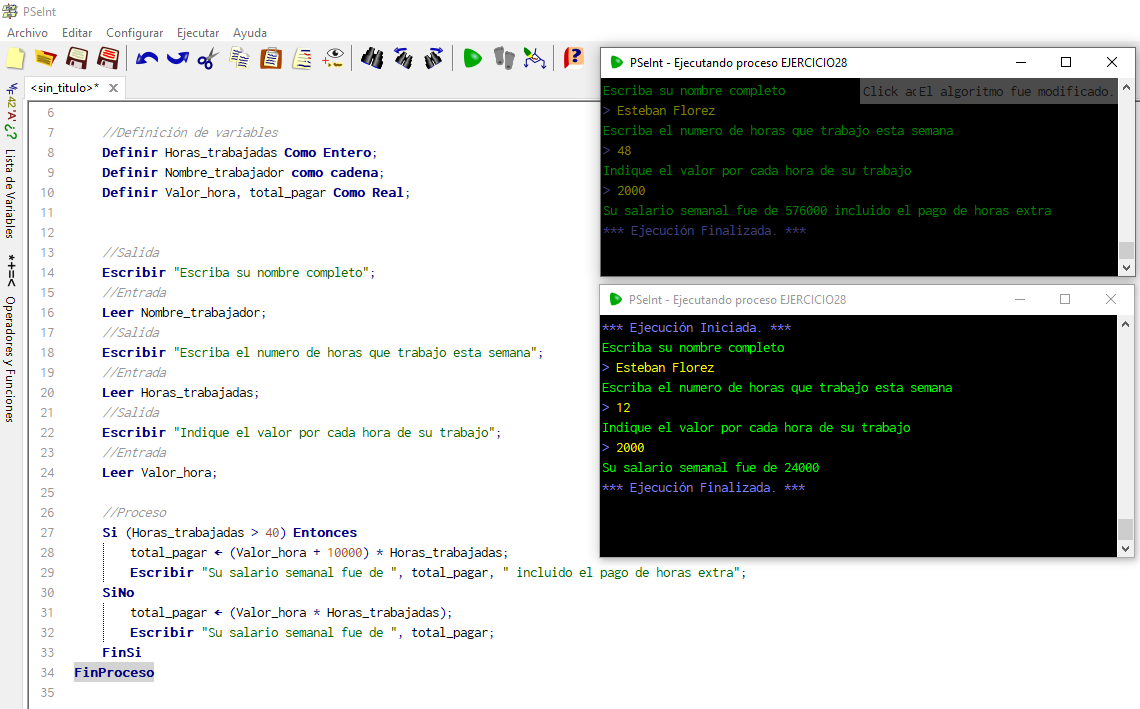 PSeInt
Archivo Editar Configurar Ejecutar Ayuda
<sin_titulo>* X
42 'A' ¿?
Lista de Variables
*+=<
Operadores y Funciones
6
7 //Definición de variables
8 Definir Horas_trabajadas Como Entero;
9 Definir Nombre_trabajador como cadena;
10 Definir Valor_hora, total_pagar Como Real;
11
12
13 //Salida
14 Escribir "Escriba su nombre completo";
15 //Entrada
16 Leer Nombre_trabajador;
17 //Salida
18 Escribir "Escriba el numero de horas que trabajo esta semana";
19 //Entrada
20 Leer Horas_trabajadas;
21 //Salida
22 Escribir "Indique el valor por cada hora de su trabajo";
23 //Entrada
24 Leer Valor_hora;
25
26 //Proceso
27 Si (Horas_trabajadas > 40) Entonces
28 total_pagar ← (Valor_hora + 10000) * Horas_trabajadas;
29 Escribir "Su salario semanal fue de ", total_pagar, " incluido el pago de horas extra";
30 SiNo
31 total_pagar ← (Valor_hora * Horas_trabajadas);
32 Escribir "Su salario semanal fue de ", total_pagar;
33 FinSi
34 FinProceso
35
PSeInt - Ejecutando proceso EJERCICIO28
Escriba su nombre completo
Click ac El algoritmo fue modificado.
> Esteban Florez
Escriba el numero de horas que trabajo esta semana
> 48
Indique el valor por cada hora de su trabajo
> 2000
Su salario semanal fue de 576000 incluido el pago de horas extra
*** Ejecución Finalizada. ***
PSeInt - Ejecutando proceso EJERCICIO28
*** Ejecución Iniciada. ***
Escriba su nombre completo
> Esteban Florez
Escriba el numero de horas que trabajo esta semana
> 12
Indique el valor por cada hora de su trabajo
> 2000
Su salario semanal fue de 24000
*** Ejecución Finalizada. ***